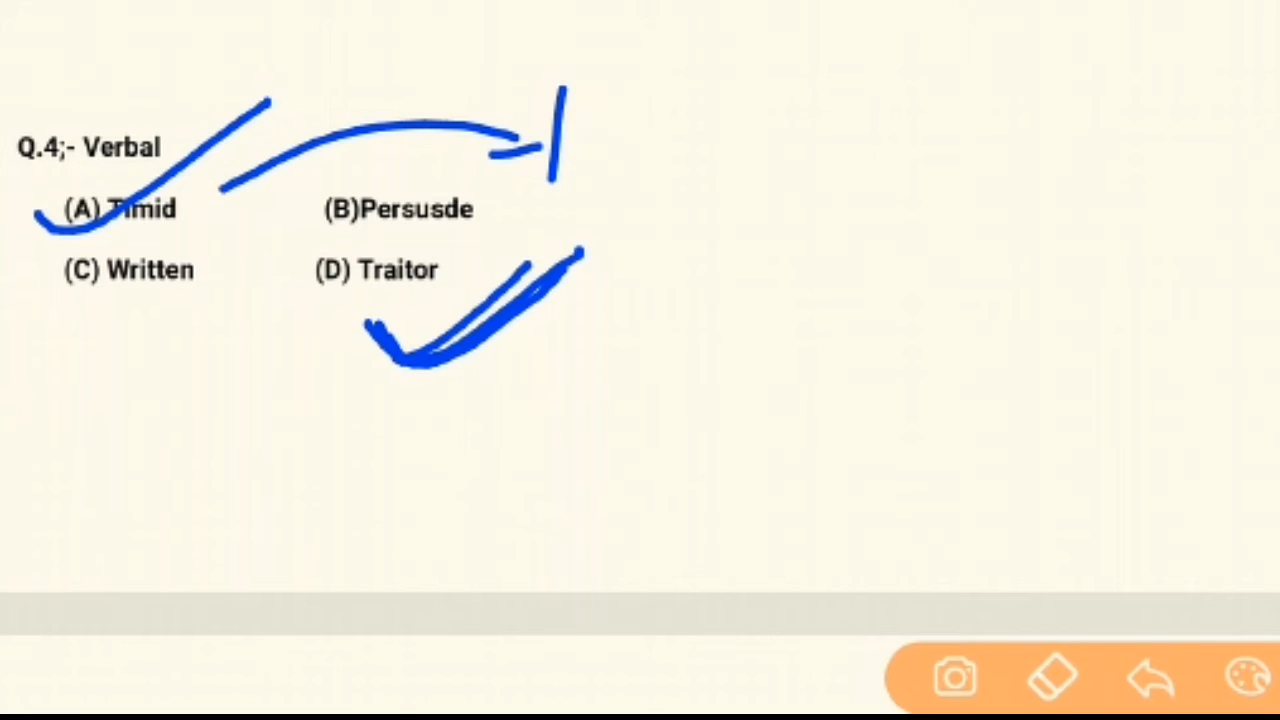 Q.4;- Verbal
(A) Timid (B)Persusde
(C) Written (D) Traitor